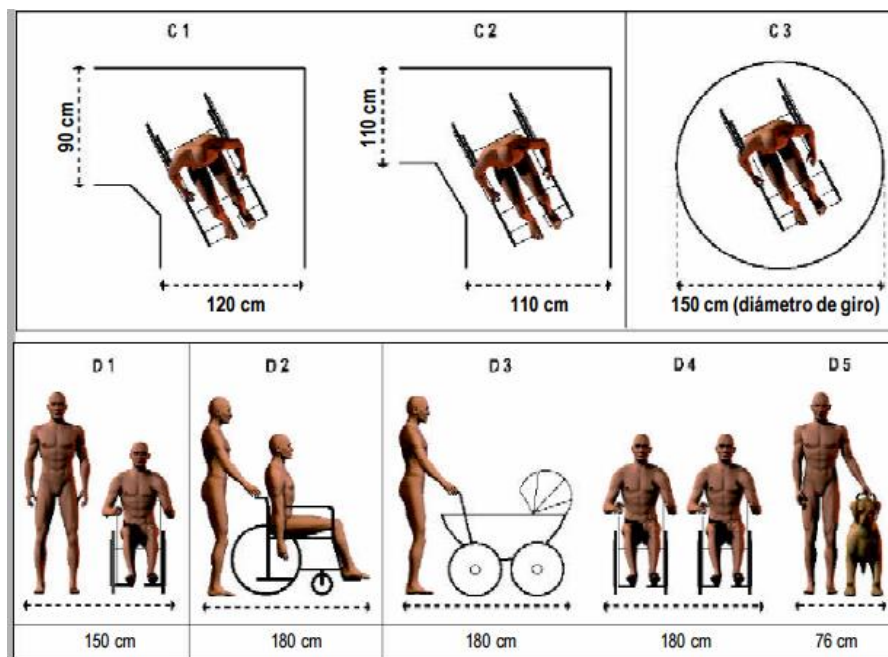 C 1
C 2
C 3
90 cm
110 cm
120 cm
110 cm
150 cm (diámetro de giro)
D 1
D 2
D 3
D 4
D 5
150 cm
180 cm
180 cm
180 cm
76 cm